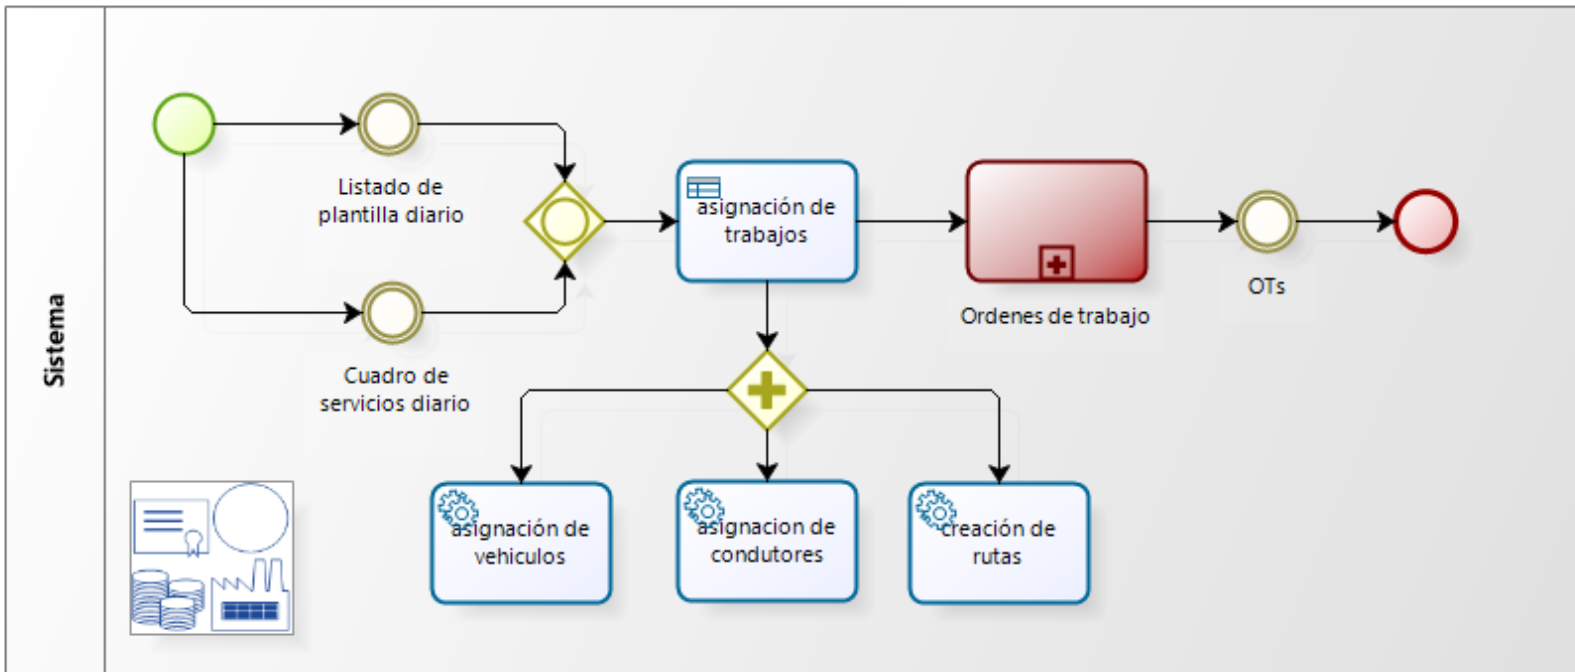 Sistema
Listado de
plantilla diario
Cuadro de
servicios diario
asignación de
trabajos
Ordenes de trabajo
OTs
asignación de
vehiculos
asignacion de
condutores
creación de
rutas